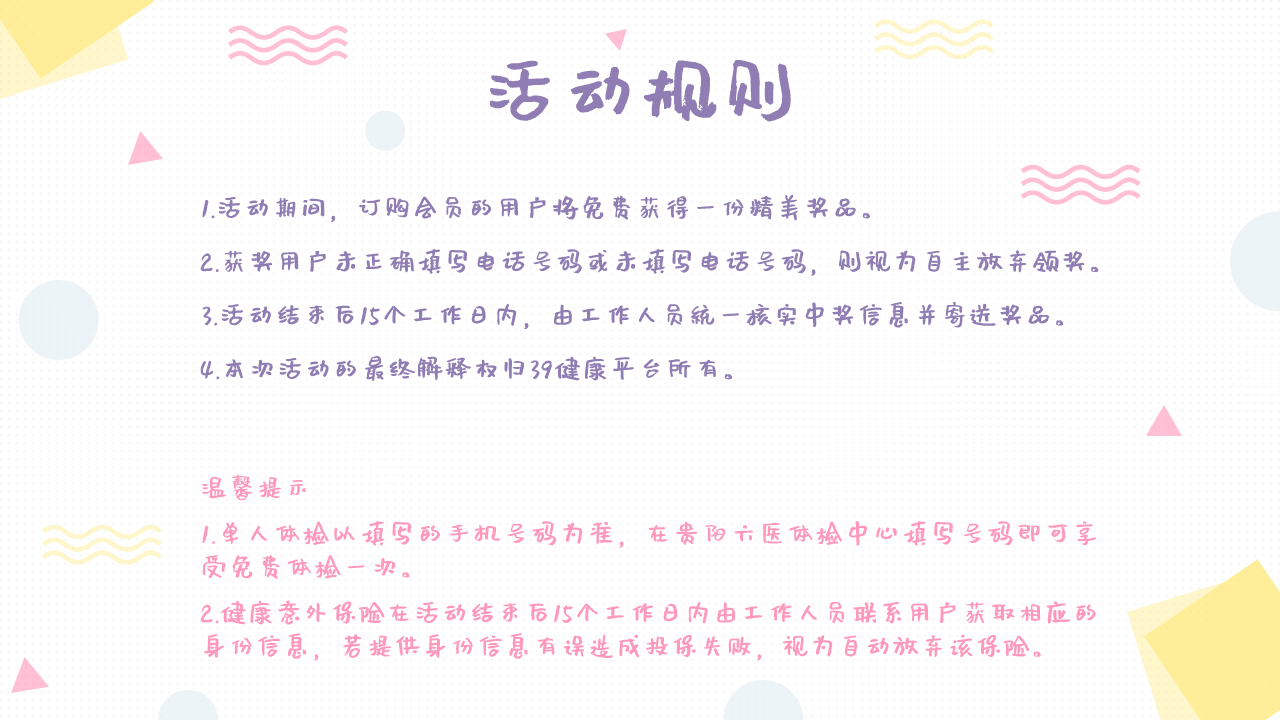 活动规则
1.活动期间，订购会员的用户将免费获得一份精美奖品。
2.获奖用户未正确填写电话号码或未填写电话号码，则视为自主放弃领奖。
3.活动结束后15个工作日内，由工作人员统一核实中奖信息并寄送奖品。
4.本次活动的最终解释权归39健康平台所有。
温馨提示
1.单人体检以填写的手机号码为准，在贵阳六医体检中心填写号码即可享
受免费体检一次。
2.健康意外保险在活动结束后15个工作日内由工作人员联系用户获取相应的
身份信息，若提供身份信息有误造成投保失败，视为自动放弃该保险。